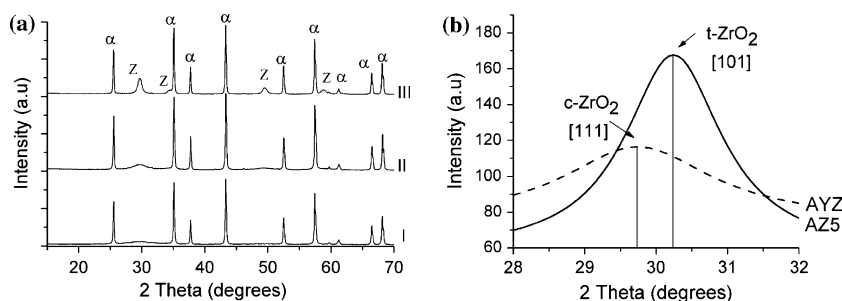 (a)
α
Z
Z
α
α
α
Z
α
α
Z
α
α
α
III
II
I
Intensity (a.u)
15
20
30
40
50
60
70
2 Theta (degrees)
(b)
t-ZrO2
[101]
c-ZrO2
[111]
AYZ
AZ5
Intensity (a.u)
180
160
140
120
100
80
60
28
29
30
31
32
2 Theta (degrees)